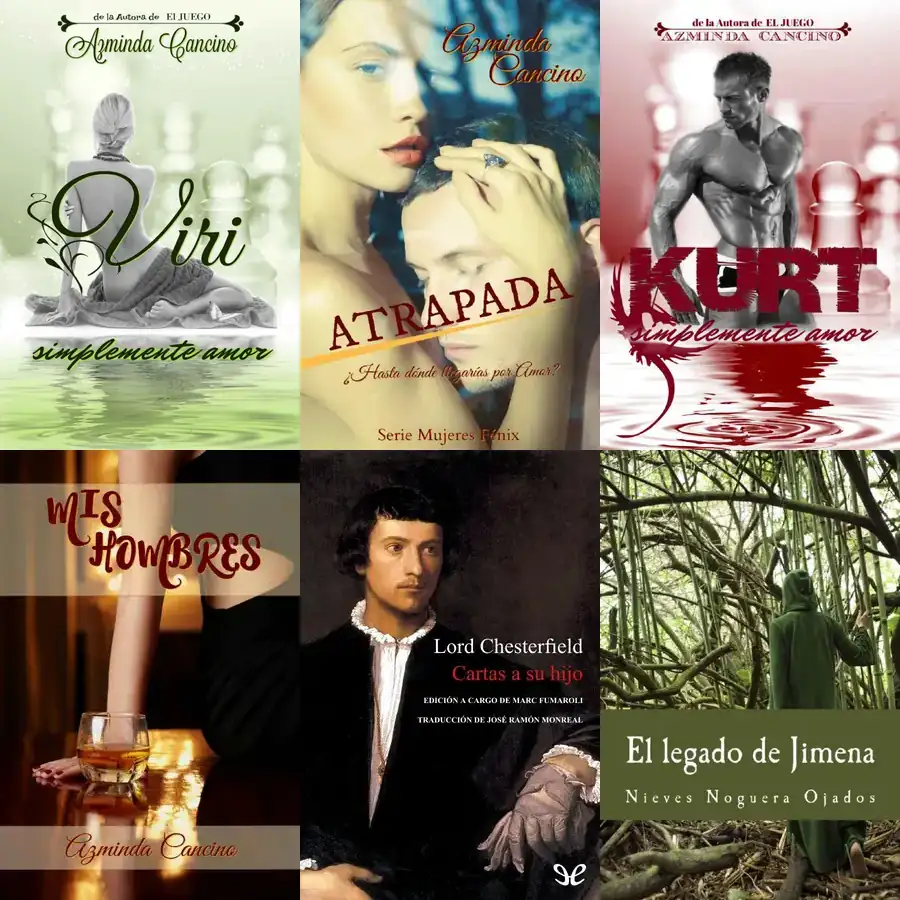 de la Autora de EL JUEGO
Azminda Cancino
Viri
simplemente amor
Azminda
Cancino
ATRAPADA
¿Hasta dónde llegarías por Amor?
Serie Mujeres Fénix
de la Autora de EL JUEGO
AZMINDA CANCINO
KURT
simplemente amor
MIS
HOMBRES
Azminda Cancino
Lord Chesterfield
Cartas a su hijo
EDICIÓN A CARGO DE MARC FUMAROLI
TRADUCCIÓN DE JOSÉ RAMÓN MONREAL
El legado de Jimena
Nieves Noguera Ojados